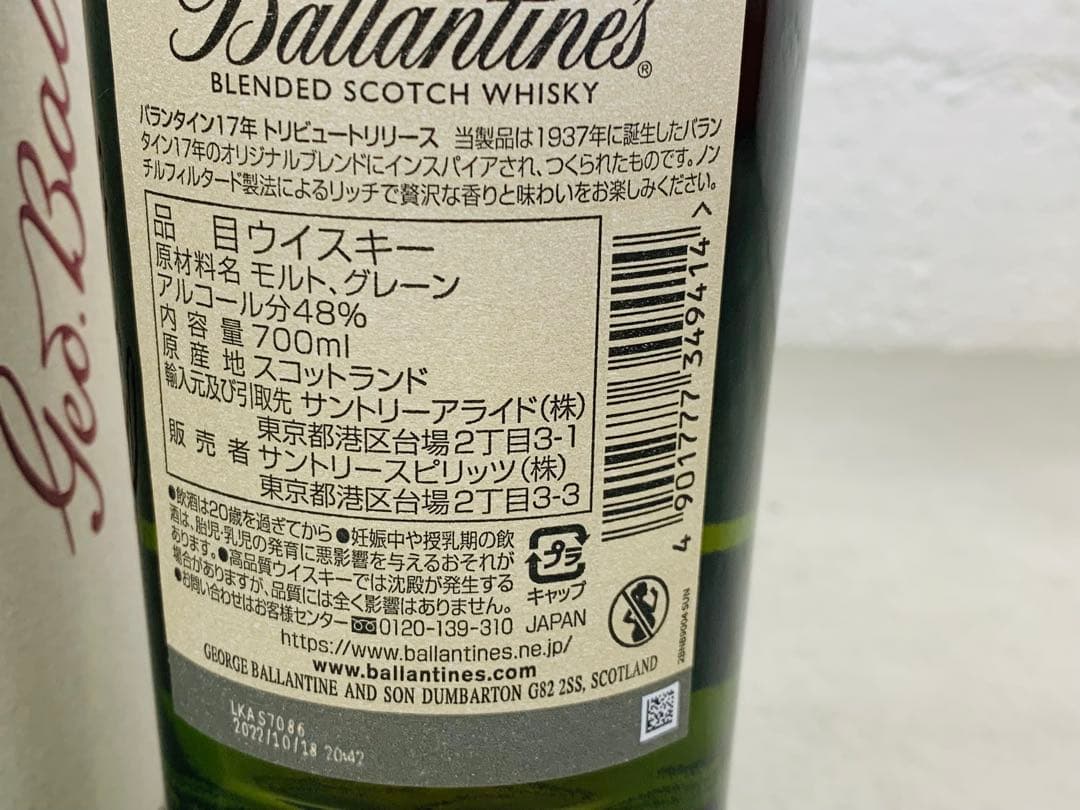 Ballantine's®
BLENDED SCOTCH WHISKY
バランタイン17年 トリビュートリリース 当製品は1937年に誕生したバラン
タイン17年のオリジナルブレンドにインスパイアされ、つくられたものです。ノン
チルフィルタード製法によるリッチで贅沢な香りと味わいをお楽しみください。
品目 ウイスキー
原材料名 モルト、グレーン
アルコール分48%
内容量 700ml
原産地 スコットランド
輸入元及び引取先 サントリーアライド(株)
東京都港区台場2丁目3-1
販売者 サントリースピリッツ(株)
東京都港区台場2丁目3-3
●飲酒は20歳を過ぎてから ●妊娠中や授乳期の飲
酒は、胎児・乳児の発育に悪影響を与えるおそれが
あります。●高品質ウイスキーでは沈殿が発生する
場合がありますが、品質には全く影響はありません。
●お問い合わせはお客様センター 0120-139-310
プラ
キャップ
JAPAN
https://www.ballantines.ne.jp/
www.ballantines.com
GEORGE BALLANTINE AND SON DUMBARTON G82 2SS, SCOTLAND
4 901777 349414 >
LKAS7086
2022/10/18 20:42
Geo. Bal